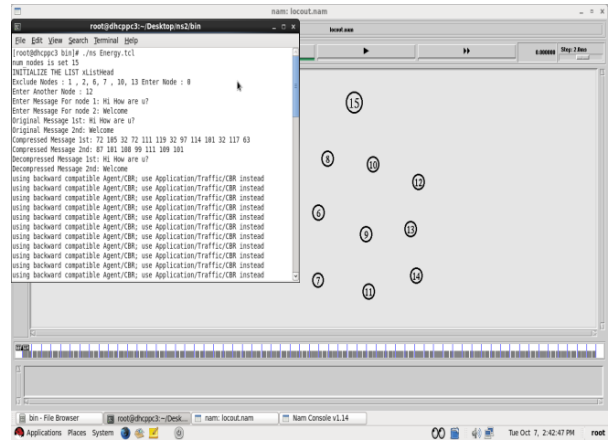 nam: locout.nam
root@dhcppc3:~/Desktop/ns2/bin
locout.nam
File Edit View Search Terminal Help
0.000000 Step: 2.0ms
[root@dhcppc3 bin]# ./ns Energy.tcl
num_nodes is set 15
INITIALIZE THE LIST xListHead
Exclude Nodes : 1 , 2, 6, 7 , 10, 13 Enter Node : 8
Enter Another Node : 12
Enter Message For node 1: Hi How are u?
Enter Message For node 2: Welcome
Original Message 1st: Hi How are u?
Original Message 2nd: Welcome
Compressed Message 1st: 72 105 32 72 111 119 32 97 114 101 32 117 63
Compressed Message 2nd: 87 101 108 99 111 109 101
Decompressed Message 1st: Hi How are u?
Decompressed Message 2nd: Welcome
using backward compatible Agent/CBR; use Application/Traffic/CBR instead
using backward compatible Agent/CBR; use Application/Traffic/CBR instead
using backward compatible Agent/CBR; use Application/Traffic/CBR instead
using backward compatible Agent/CBR; use Application/Traffic/CBR instead
using backward compatible Agent/CBR; use Application/Traffic/CBR instead
using backward compatible Agent/CBR; use Application/Traffic/CBR instead
using backward compatible Agent/CBR; use Application/Traffic/CBR instead
using backward compatible Agent/CBR; use Application/Traffic/CBR instead
using backward compatible Agent/CBR; use Application/Traffic/CBR instead
using backward compatible Agent/CBR; use Application/Traffic/CBR instead
using backward compatible Agent/CBR; use Application/Traffic/CBR instead
15
8
10
12
6
9
13
7
11
14
bin - File Browser root@dhcppc3:~/Desk... nam: locout.nam Nam Console v1.14
Applications Places System Tue Oct 7, 2:42:47 PM root